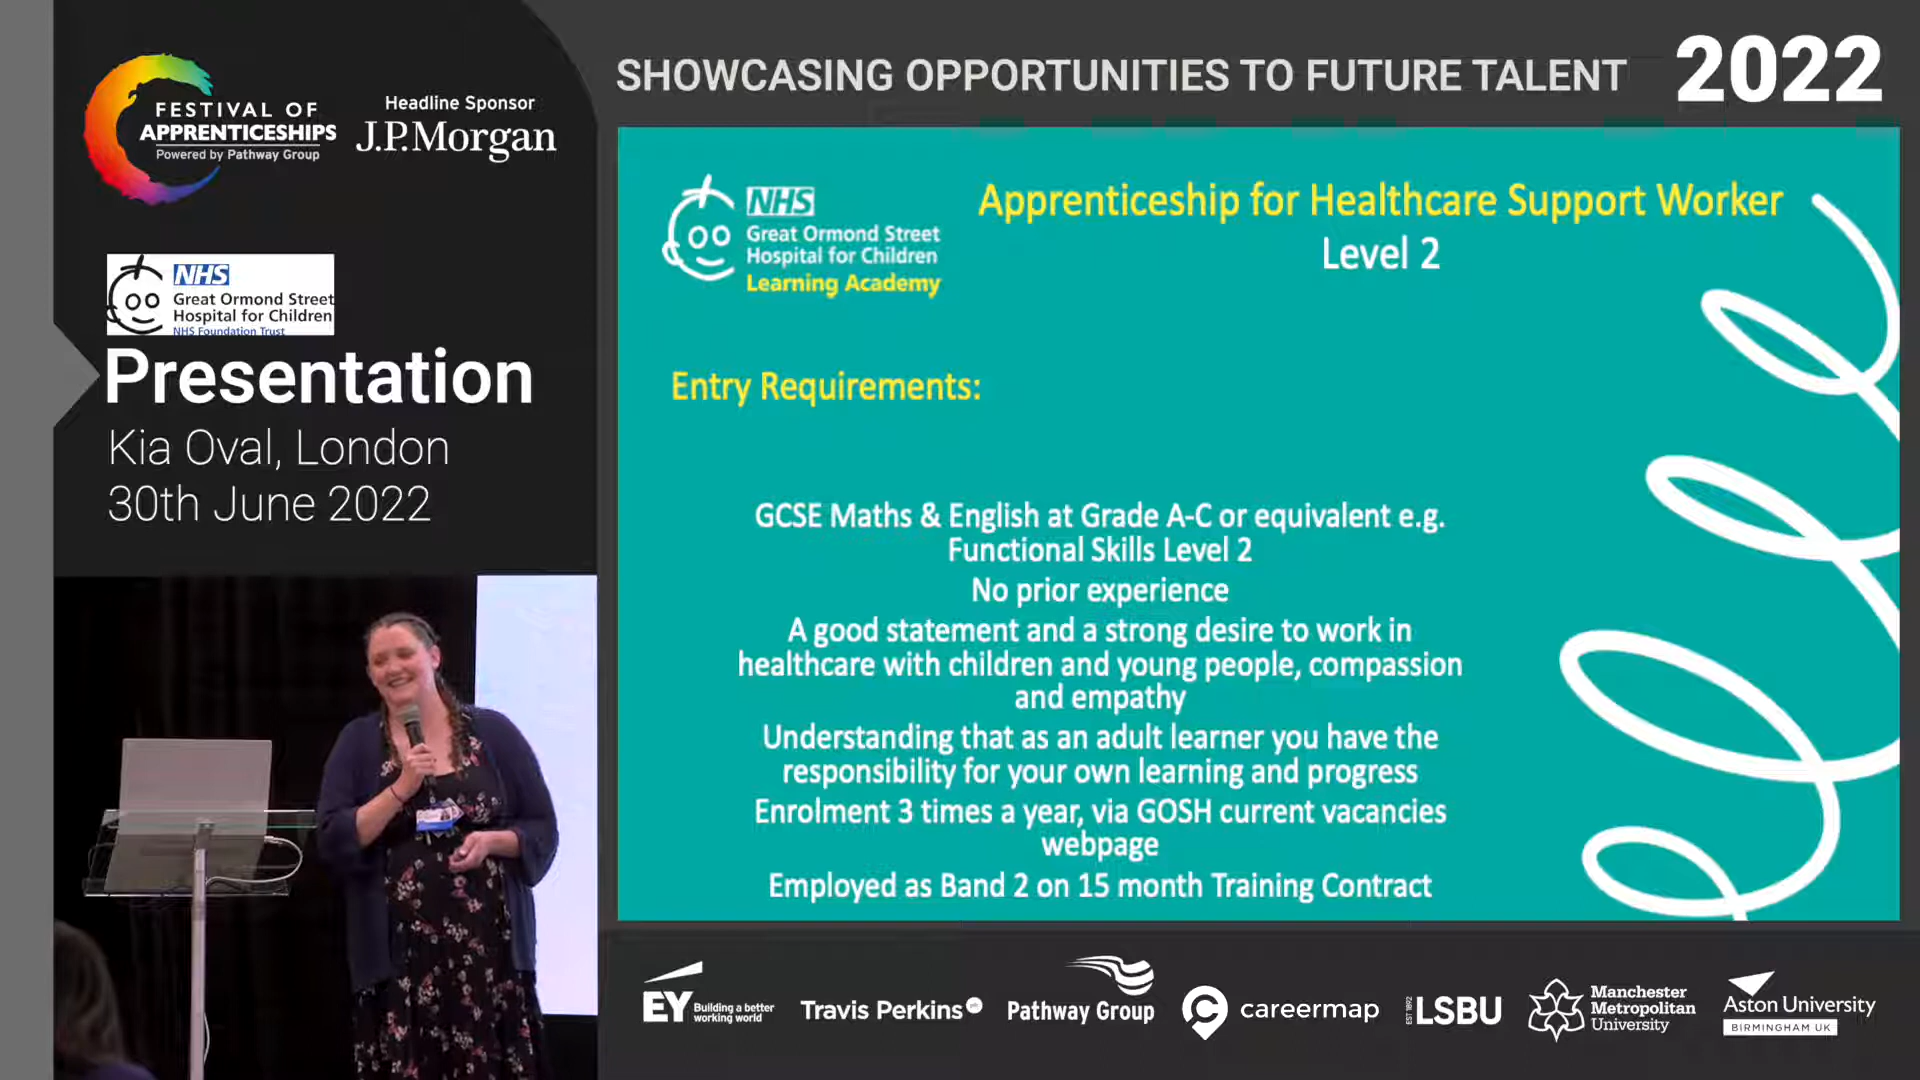 FESTIVAL OF
APPRENTICESHIPS
Powered by Pathway Group
Headline Sponsor
J.P.Morgan
SHOWCASING OPPORTUNITIES TO FUTURE TALENT 2022
NHS
Great Ormond Street
Hospital for Children
NHS Foundation Trust
Presentation
Kia Oval, London
30th June 2022
NHS
Great Ormond Street
Hospital for Children
Learning Academy
Apprenticeship for Healthcare Support Worker
Level 2
Entry Requirements:
GCSE Maths & English at Grade A-C or equivalent e.g.
Functional Skills Level 2
No prior experience
A good statement and a strong desire to work in
healthcare with children and young people, compassion
and empathy
Understanding that as an adult learner you have the
responsibility for your own learning and progress
Enrolment 3 times a year, via GOSH current vacancies
webpage
Employed as Band 2 on 15 month Training Contract
EY Building a better
working world
Travis Perkins
Pathway Group
careermap
EST 1892
LSBU
Manchester
Metropolitan
University
Aston University
BIRMINGHAM UK